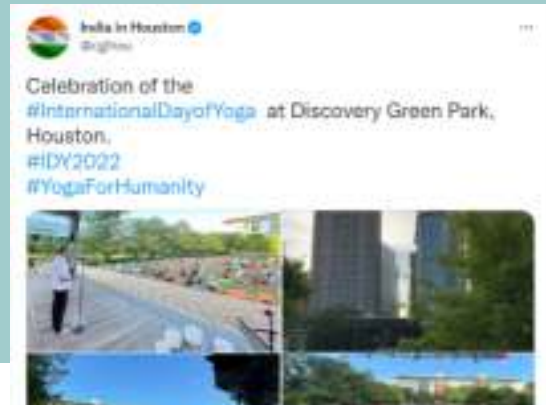 India in Houston
@cgihou
Celebration of the
#InternationalDayofYoga at Discovery Green Park,
Houston.
#IDY2022
#YogaForHumanity